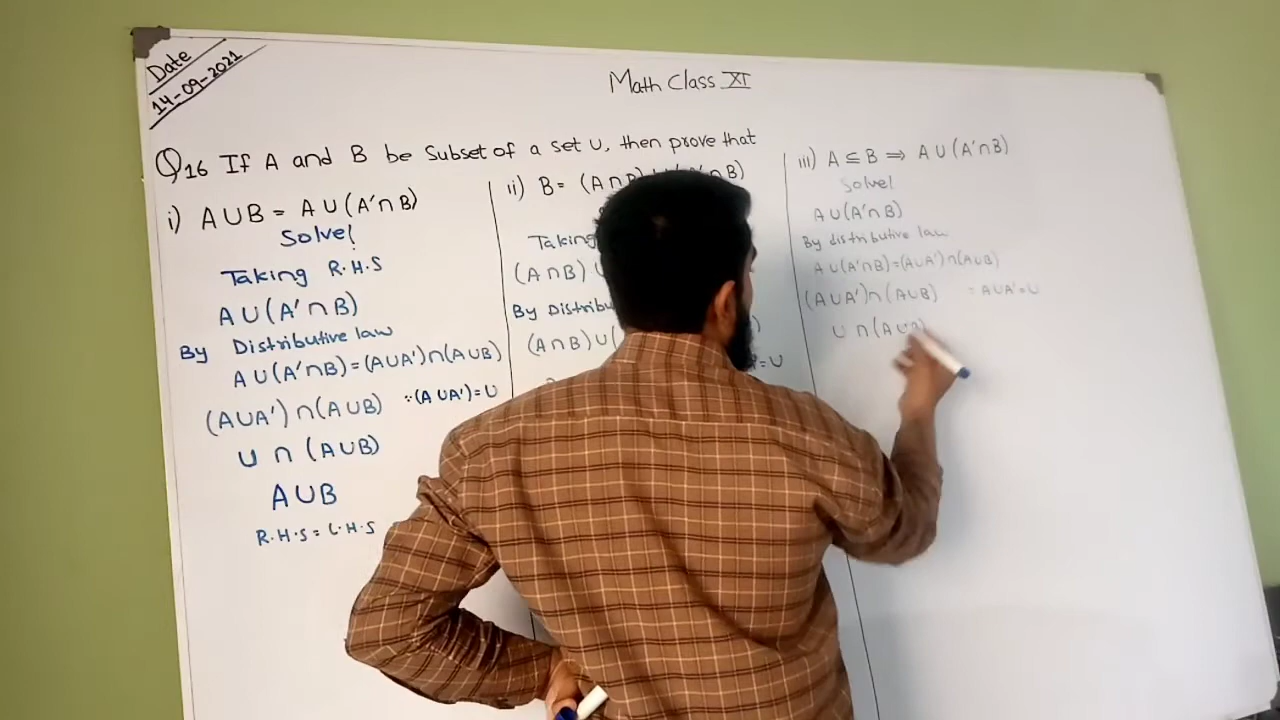 Date
14-09-2021
Math Class XI
Q16 If A and B be Subset of a set U, then prove that
i) A∪B = A∪(A'∩B)
Solve!
Taking R.H.S
A∪(A'∩B)
By Distributive law
A∪(A'∩B)=(A∪A')∩(A∪B)
(A∪A')∩(A∪B) ∵(A∪A')=U
U ∩ (A∪B)
A∪B
R.H.S = L.H.S
ii) B= (A∩B) ∩B)
Taking
(A∩B)
By
(A∩B)∪(
=U
iii) A⊆B ⇒ A∪(A'∩B)
Solve!
A∪(A'∩B)
By distributive law
A∪(A'∩B)=(A∪A')∩(A∪B)
(A∪A')∩(A∪B) = A∪A'=U
U ∩(A∪B)